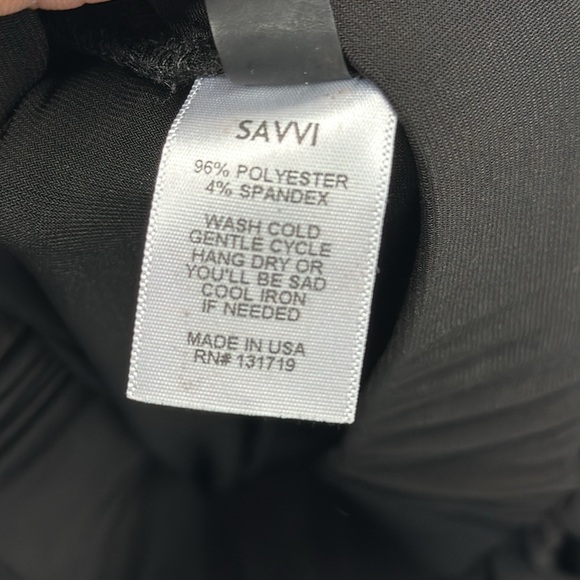 SAVVI
96% POLYESTER
4% SPANDEX
WASH COLD
GENTLE CYCLE
HANG DRY OR
YOU'LL BE SAD
COOL IRON
IF NEEDED
MADE IN USA
RN# 131719